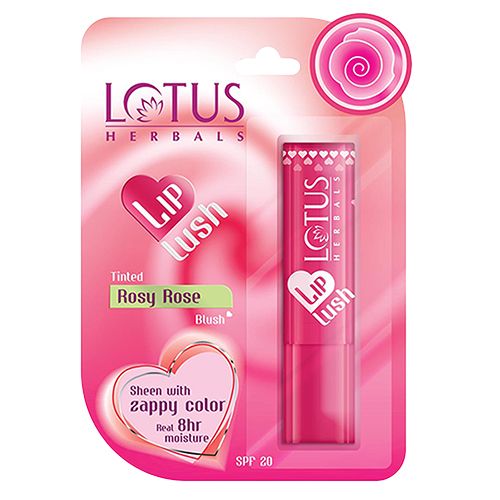 LOTUS
HERBALS
LIP
lush
Tinted
Rosy Rose
Blush
Sheen with
zappy color
Real 8hr
moisture
SPF 20
LOTUS
HERBALS
LIP
lush